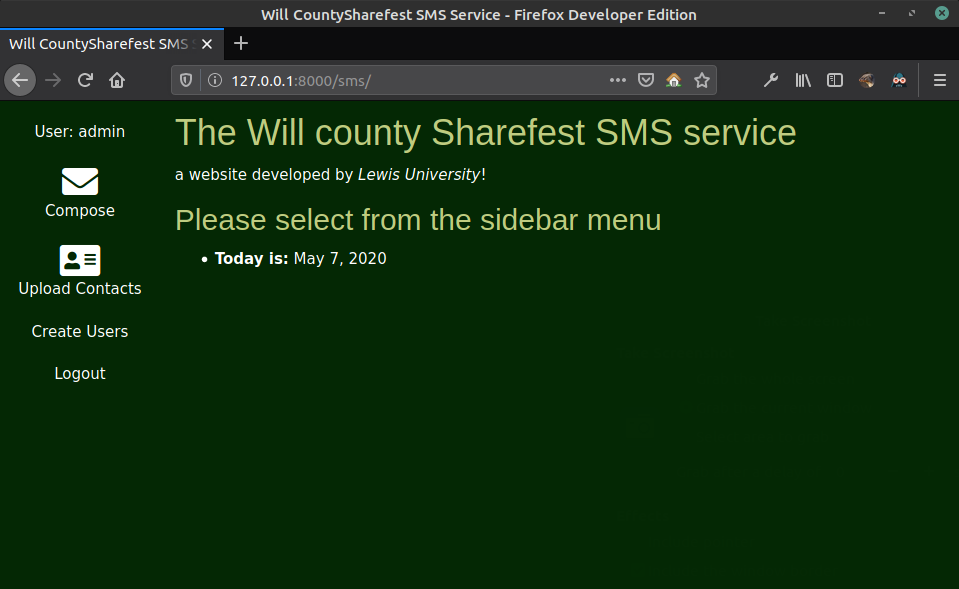 Will CountySharefest SMS Service - Firefox Developer Edition
Will CountySharefest SMS
127.0.0.1:8000/sms/
User: admin
Compose
Upload Contacts
Create Users
Logout
The Will county Sharefest SMS service
a website developed by Lewis University!
Please select from the sidebar menu
• Today is: May 7, 2020